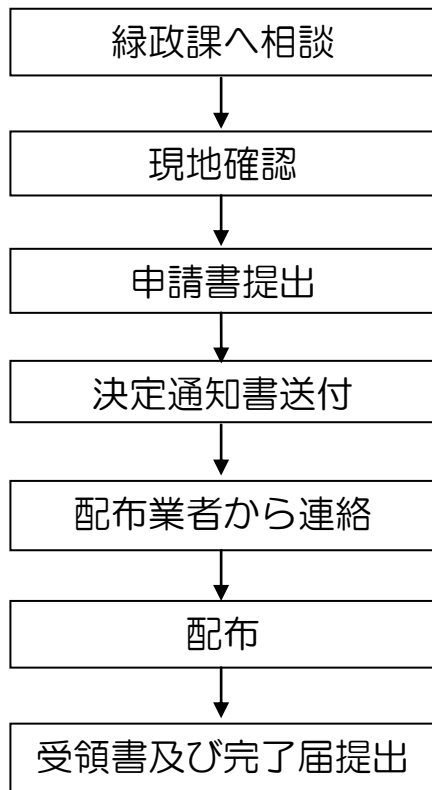 緑政課へ相談
現地確認
申請書提出
決定通知書送付
配布業者から連絡
配布
受領書及び完了届提出